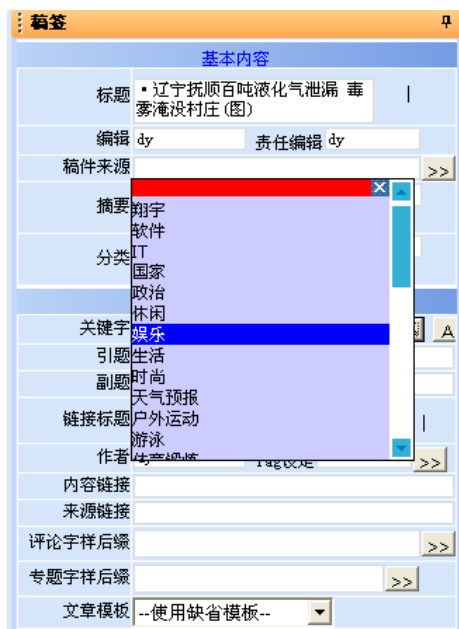 稿签
基本内容
标题
▪辽宁抚顺百吨液化气泄漏 毒
雾淹没村庄(图)
编辑 dy 责任编辑 dy
稿件来源 >>
摘要
翔宇
软件
分类
IT
国家
政治
休闲
关键字 A
娱乐
引题
生活
副题
时尚
天气预报
链接标题
户外运动
游泳
作者 >>
内容链接
来源链接
评论字样后缀 >>
专题字样后缀 >>
文章模板 --使用缺省模板--